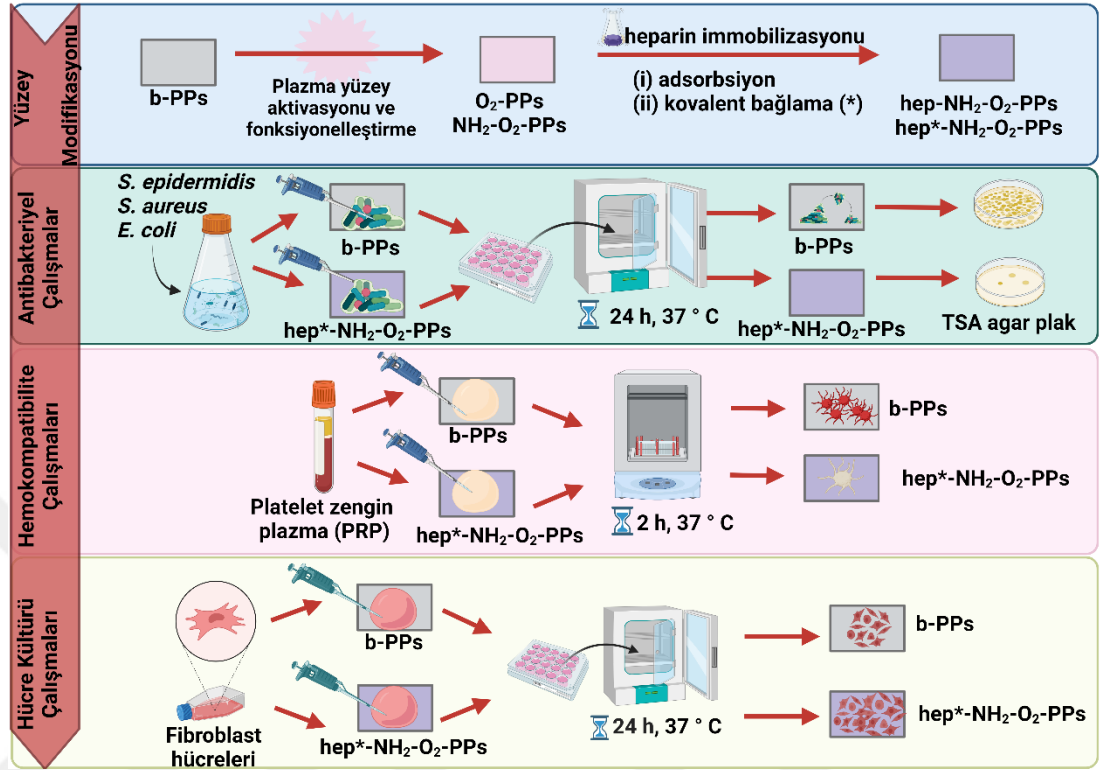 Yüzey
Modifikasyonu
b-PPs
Plazma yüzey
aktivasyonu ve
fonksiyonelleştirme
O₂-PPs
NH₂-O₂-PPs
heparin immobilizasyonu
(i) adsorbsiyon
(ii) kovalent bağlama (*)
hep-NH₂-O₂-PPs
hep*-NH₂-O₂-PPs
Antibakteriyel
Çalışmalar
S. epidermidis
S. aureus
E. coli
b-PPs
hep*-NH₂-O₂-PPs
24 h, 37 ° C
b-PPs
hep*-NH₂-O₂-PPs
TSA agar plak
Hemokompatibilite
Çalışmaları
Platelet zengin
plazma (PRP)
b-PPs
hep*-NH₂-O₂-PPs
2 h, 37 ° C
b-PPs
hep*-NH₂-O₂-PPs
Hücre Kültürü
Çalışmaları
Fibroblast
hücreleri
b-PPs
hep*-NH₂-O₂-PPs
24 h, 37 ° C
b-PPs
hep*-NH₂-O₂-PPs